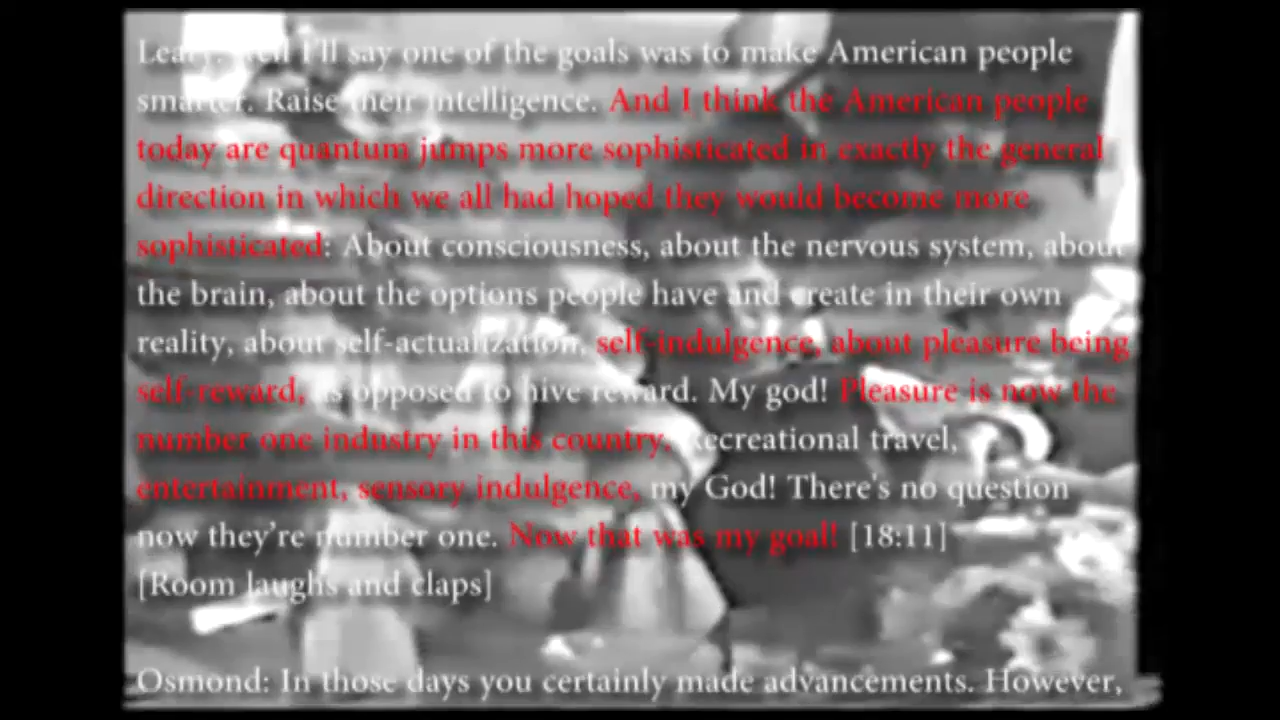 Leary: Well I'll say one of the goals was to make American people
smarter. Raise their intelligence. And I think the American people
today are quantum jumps more sophisticated in exactly the general
direction in which we all had hoped they would become more
sophisticated: About consciousness, about the nervous system, about
the brain, about the options people have and create in their own
reality, about self-actualization, self-indulgence, about pleasure being
self-reward, as opposed to hive reward. My god! Pleasure is now the
number one industry in this country. Recreational travel,
entertainment, sensory indulgence, my God! There's no question
now they're number one. Now that was my goal! [18:11]
[Room laughs and claps]
Osmond: In those days you certainly made advancements. However,